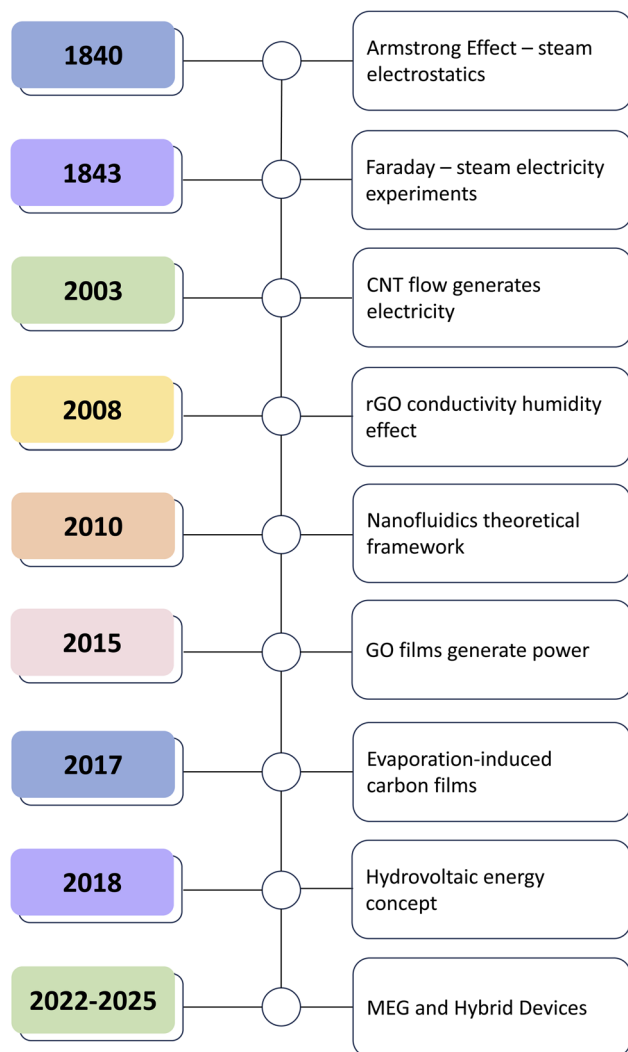 1840
Armstrong Effect – steam
electrostatics
1843
Faraday – steam electricity
experiments
2003
CNT flow generates
electricity
2008
rGO conductivity humidity
effect
2010
Nanofluidics theoretical
framework
2015
GO films generate power
2017
Evaporation-induced
carbon films
2018
Hydrovoltaic energy
concept
2022-2025
MEG and Hybrid Devices